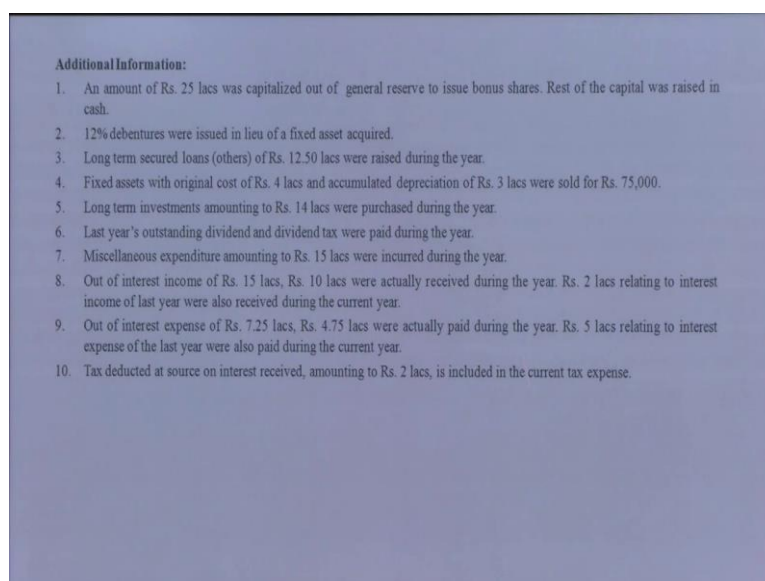 Additional Information:
1. An amount of Rs. 25 lacs was capitalized out of general reserve to issue bonus shares. Rest of the capital was raised in
cash.
2. 12% debentures were issued in lieu of a fixed asset acquired.
3. Long term secured loans (others) of Rs. 12.50 lacs were raised during the year.
4. Fixed assets with original cost of Rs. 4 lacs and accumulated depreciation of Rs. 3 lacs were sold for Rs. 75,000.
5. Long term investments amounting to Rs. 14 lacs were purchased during the year.
6. Last year's outstanding dividend and dividend tax were paid during the year.
7. Miscellaneous expenditure amounting to Rs. 15 lacs were incurred during the year.
8. Out of interest income of Rs. 15 lacs, Rs. 10 lacs were actually received during the year. Rs. 2 lacs relating to interest
income of last year were also received during the current year.
9. Out of interest expense of Rs. 7.25 lacs, Rs. 4.75 lacs were actually paid during the year. Rs. 5 lacs relating to interest
expense of the last year were also paid during the current year.
10. Tax deducted at source on interest received, amounting to Rs. 2 lacs, is included in the current tax expense.